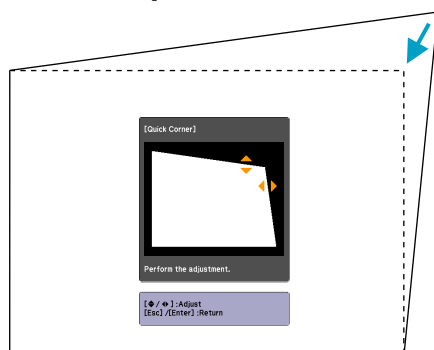 [Quick Corner]
Perform the adjustment.
[ / ] :Adjust
[Esc] /[Enter] :Return